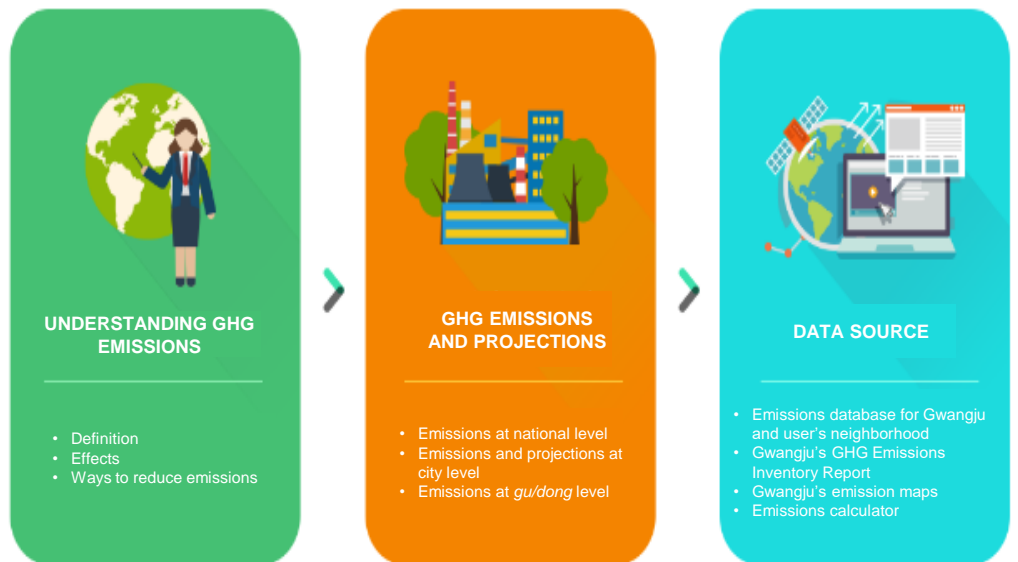 UNDERSTANDING GHG
EMISSIONS
• Definition
• Effects
• Ways to reduce emissions
GHG EMISSIONS
AND PROJECTIONS
• Emissions at national level
• Emissions and projections at
city level
• Emissions at gu/dong level
DATA SOURCE
• Emissions database for Gwangju
and user's neighborhood
• Gwangju's GHG Emissions
Inventory Report
• Gwangju's emission maps
• Emissions calculator